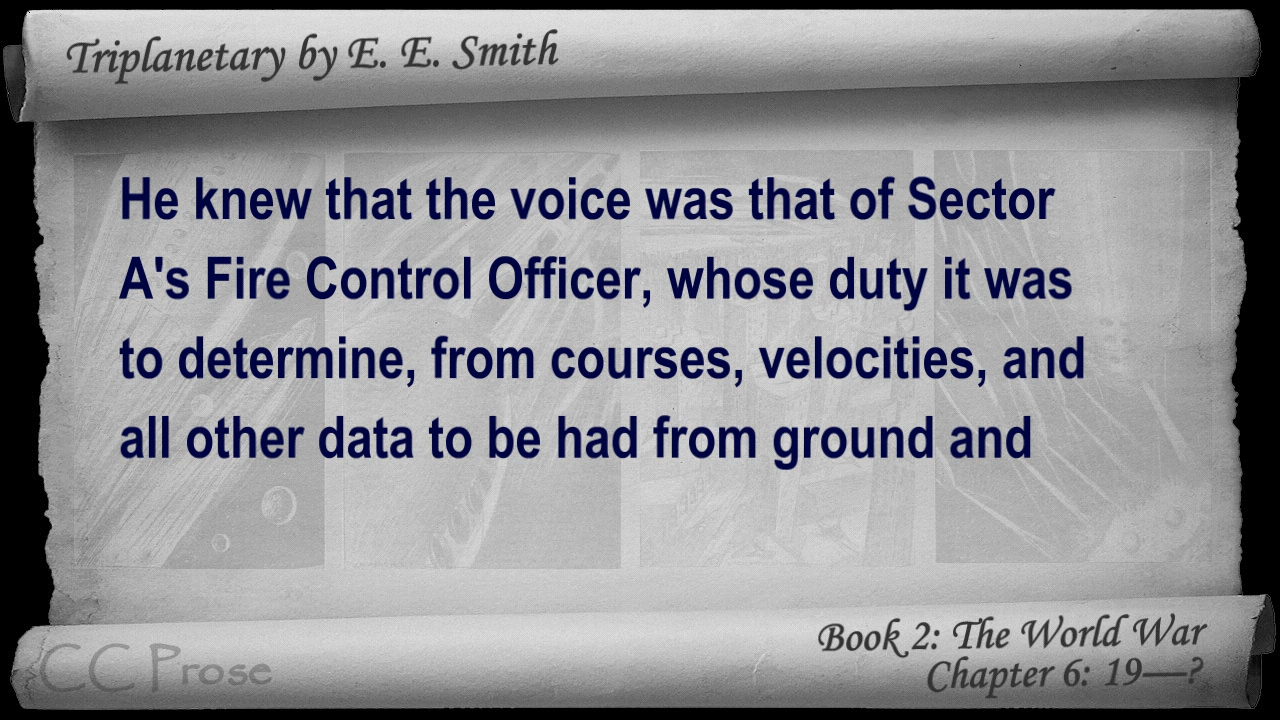 Triplanetary by E. E. Smith
He knew that the voice was that of Sector
A's Fire Control Officer, whose duty it was
to determine, from courses, velocities, and
all other data to be had from ground and
Book 2: The World War
Chapter 6: 19—?
CC Prose